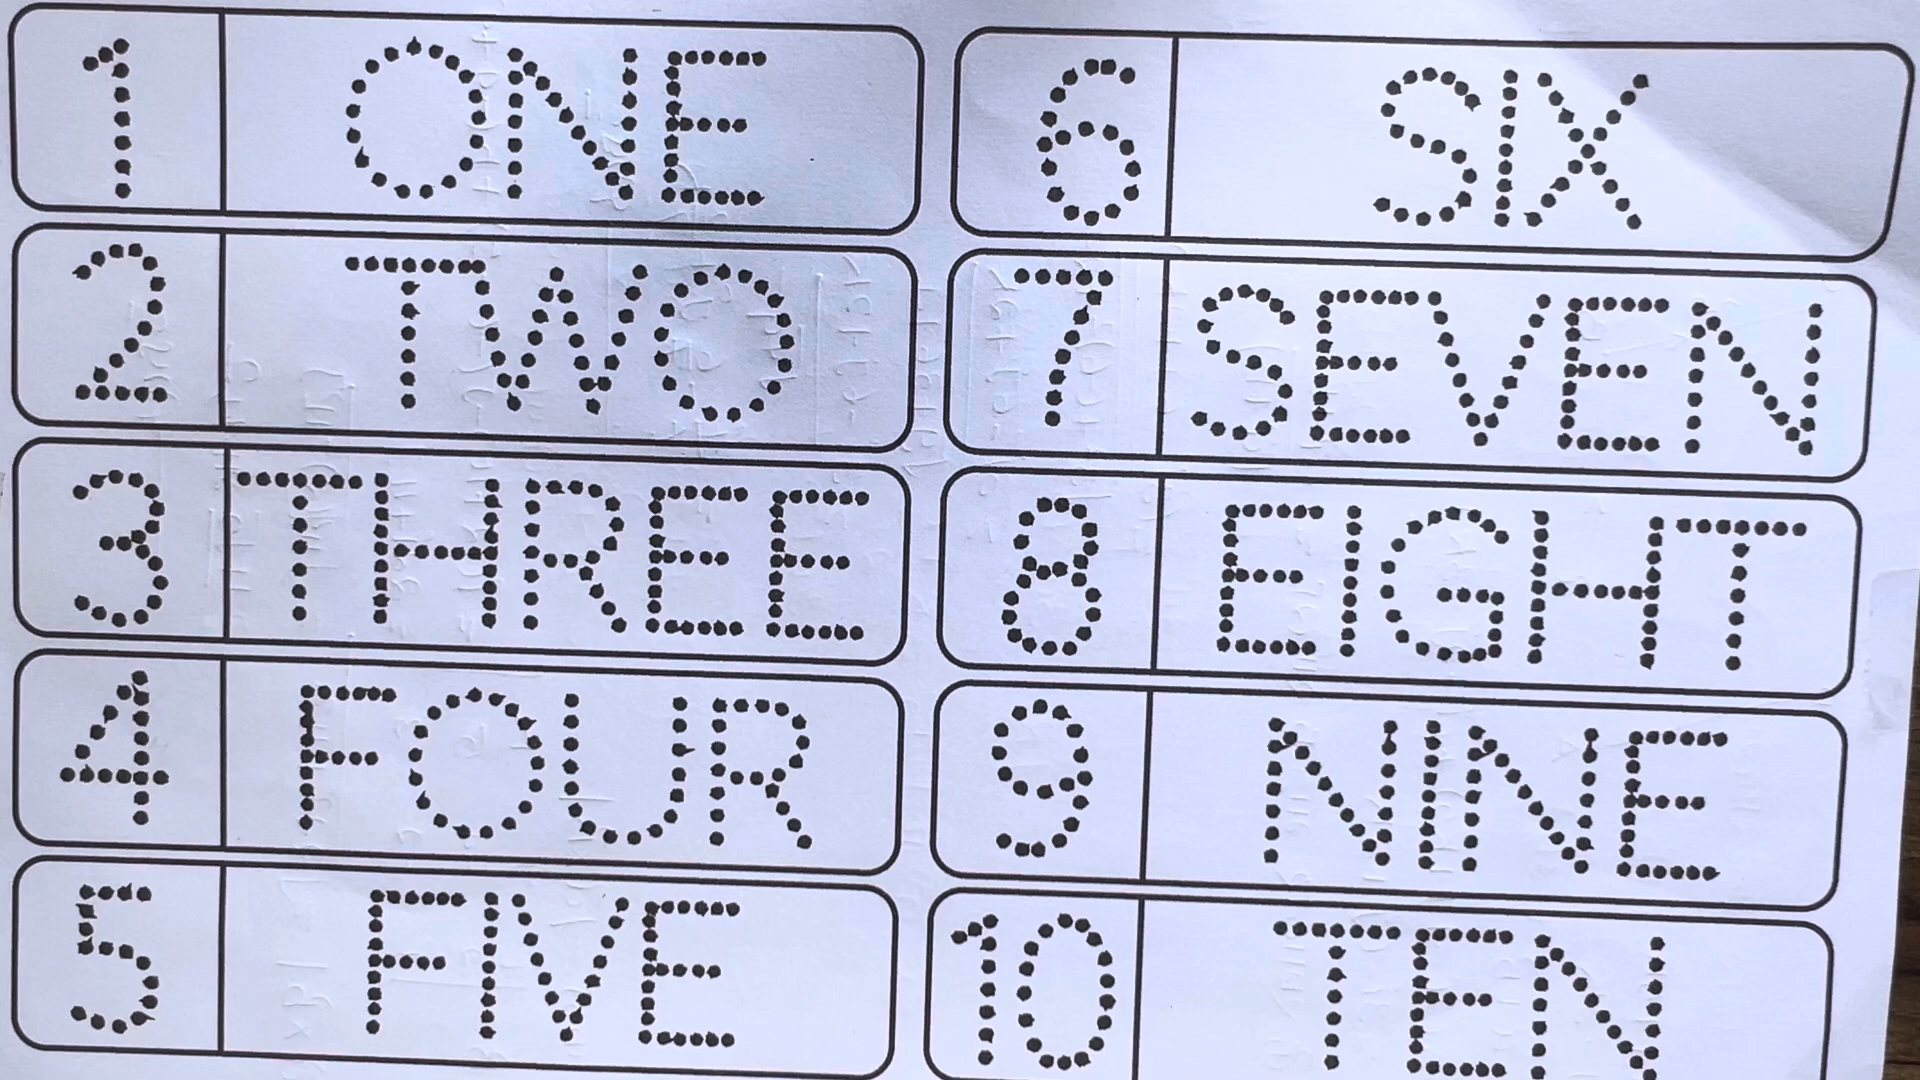 1 ONE
2 TWO
3 THREE
4 FOUR
5 FIVE
6 SIX
7 SEVEN
8 EIGHT
9 NINE
10 TEN